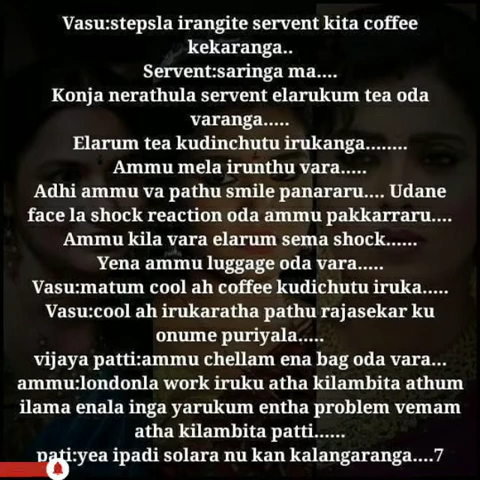 Vasu:stepsla irangite servent kita coffee
kekaranga..
Servent:saringa ma....
Konja nerathula servent elarukum tea oda
varanga.....
Elarum tea kudinchutu irukanga........
Ammu mela irunthu vara.....
Adhi ammu va pathu smile panararu.... Udane
face la shock reaction oda ammu pakkarraru....
Ammu kila vara elarum sema shock......
Yena ammu luggage oda vara.....
Vasu:matum cool ah coffee kudichutu iruka.....
Vasu:cool ah irukaratha pathu rajasekar ku
onume puriyala.....
vijaya patti:ammu chellam ena bag oda vara...
ammu:londonla work iruku atha kilambita athum
ilama enala inga yarukum entha problem vemam
atha kilambita patti......
pati:yea ipadi solara nu kan kalangaranga....7